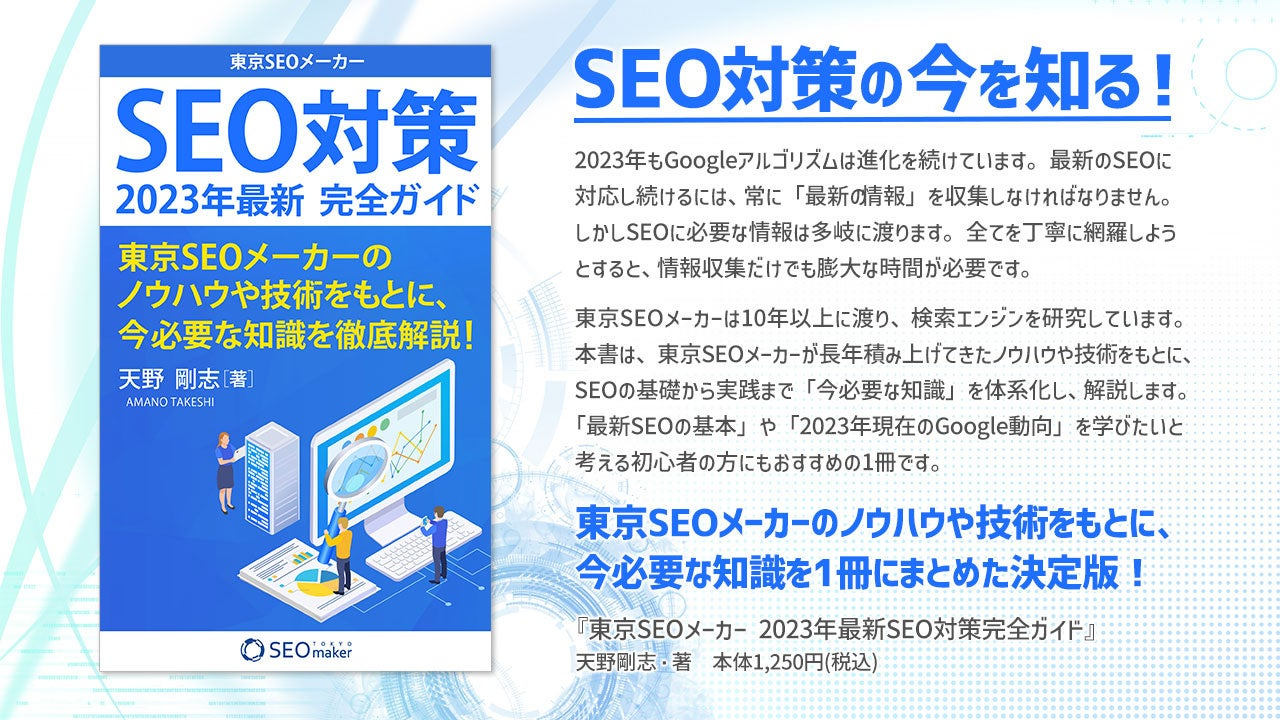 東京SEOメーカー
SEO対策
2023年最新 完全ガイド
東京SEOメーカーの
ノウハウや技術をもとに、
今必要な知識を徹底解説！
天野 剛志［著］
AMANO TAKESHI
TOKYO
SEO maker
SEO対策の今を知る！
2023年もGoogleアルゴリズムは進化を続けています。最新のSEOに
対応し続けるには、常に「最新の情報」を収集しなければなりません。
しかしSEOに必要な情報は多岐に渡ります。全てを丁寧に網羅しよう
とすると、情報収集だけでも膨大な時間が必要です。
東京SEOメーカーは10年以上に渡り、検索エンジンを研究しています。
本書は、東京SEOメーカーが長年積み上げてきたノウハウや技術をもとに、
SEOの基礎から実践まで「今必要な知識」を体系化し、解説します。
「最新SEOの基本」や「2023年現在のGoogle動向」を学びたいと
考える初心者の方にもおすすめの1冊です。
東京SEOメーカーのノウハウや技術をもとに、
今必要な知識を1冊にまとめた決定版！
『東京SEOメーカー 2023年最新SEO対策完全ガイド』
天野剛志・著 本体1,250円(税込)